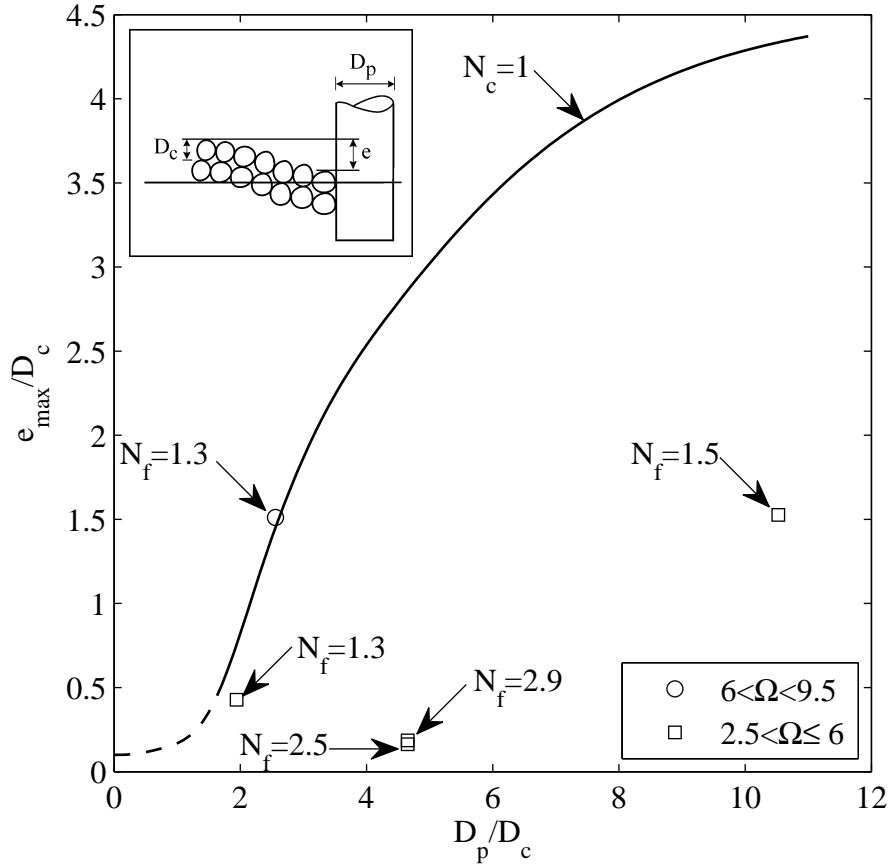 4.5
4
3.5
3
2.5
2
1.5
1
0.5
0
0
2
4
6
8
10
12
e_max/D_c
D_p/D_c
D_p
D_c
e
N_c=1
N_f=1.3
N_f=1.5
N_f=1.3
N_f=2.9
N_f=2.5
6<Ω<9.5
2.5<Ω≤ 6